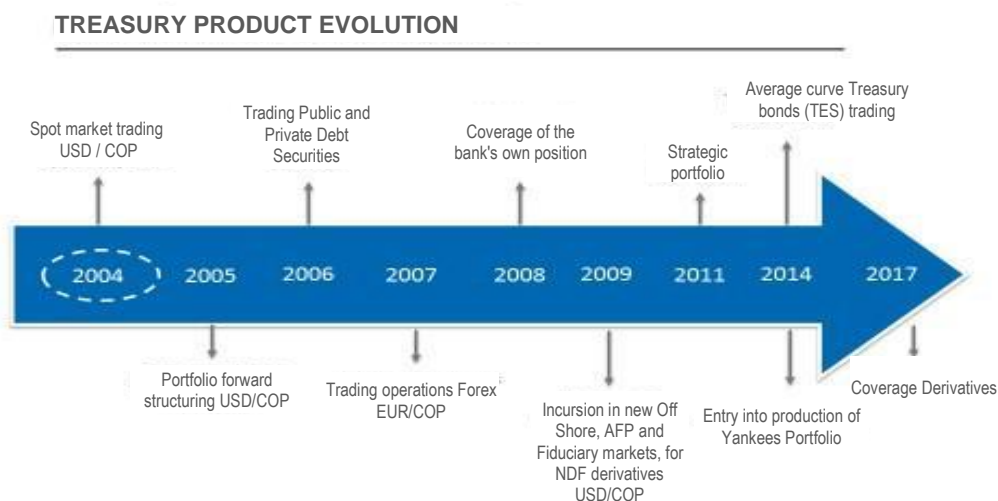 TREASURY PRODUCT EVOLUTION
Average curve Treasury
bonds (TES) trading
Trading Public and
Private Debt
Securities
Spot market trading
USD / COP
Coverage of the
bank's own position
Strategic
portfolio
2004
2005
2006
2007
2008
2009
2011
2014
2017
Portfolio forward
structuring USD/COP
Trading operations Forex
EUR/COP
Incursion in new Off
Shore, AFP and
Fiduciary markets, for
NDF derivatives
USD/COP
Entry into production of
Yankees Portfolio
Coverage Derivatives